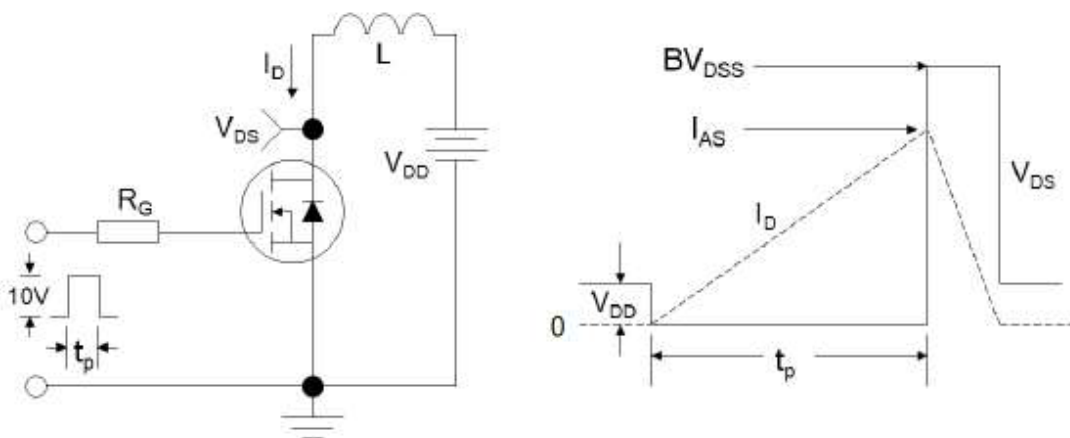 L
I_D
V_DS
V_DD
R_G
10V
t_p
BV_DSS
I_AS
V_DS
I_D
V_DD
0
t_p